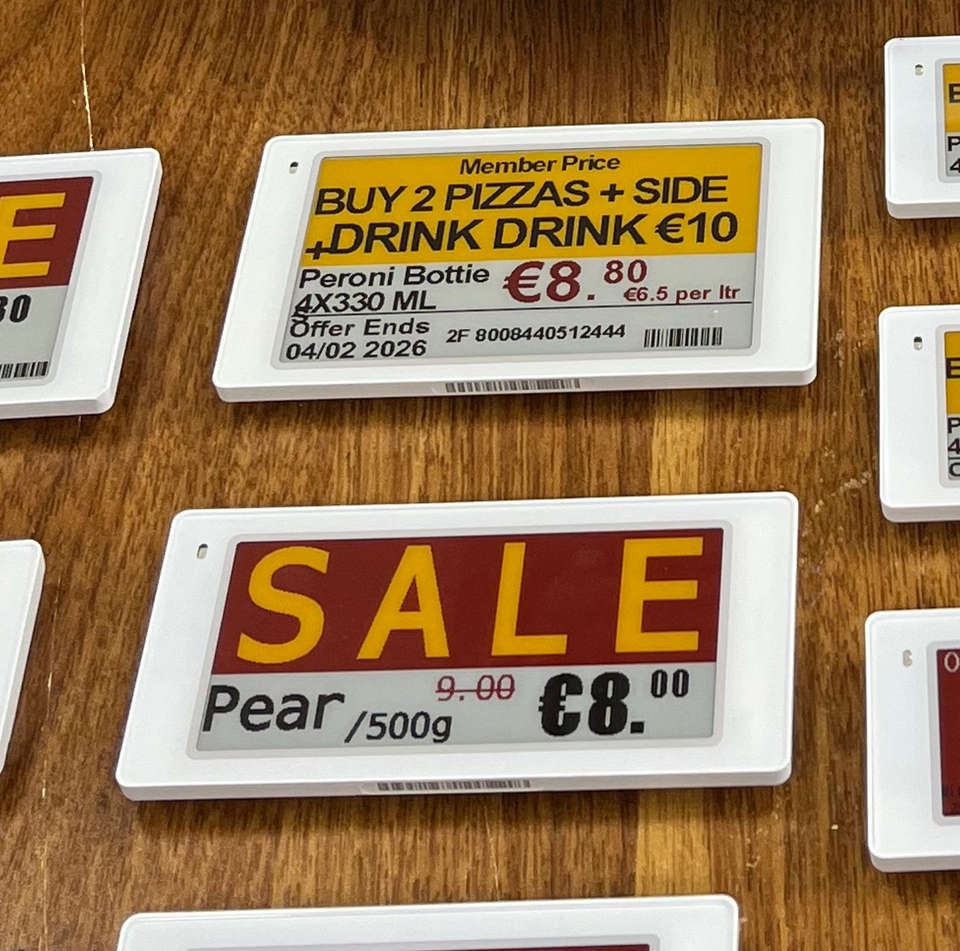 Member Price
BUY 2 PIZZAS + SIDE
+DRINK DRINK €10
Peroni Bottie
4X330 ML
€8.80
€6.5 per ltr
Offer Ends
04/02 2026
2F 8008440512444
SALE
Pear /500g
9.00
€8.00
E
30